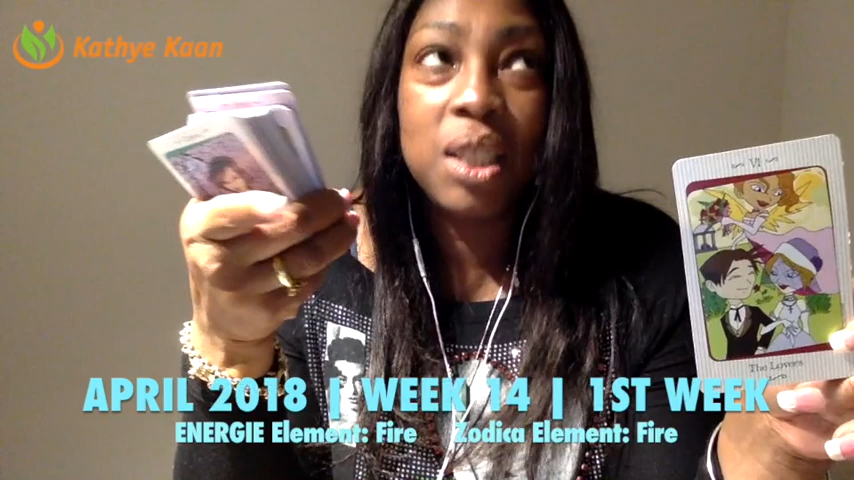 Kathye Kaan
VI
The Lovers
APRIL 2018 | WEEK 14 | 1ST WEEK
ENERGIE Element: Fire Zodica Element: Fire